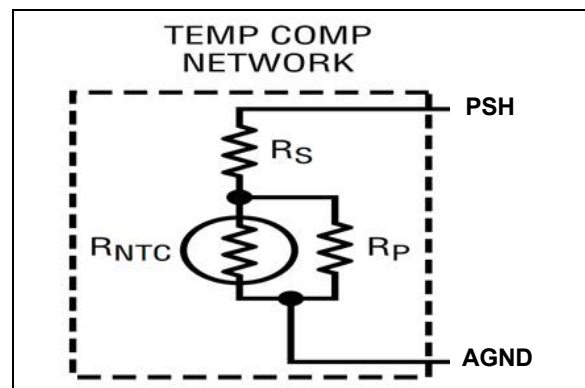 TEMP COMP
NETWORK
PSH
RS
RNTC
RP
AGND